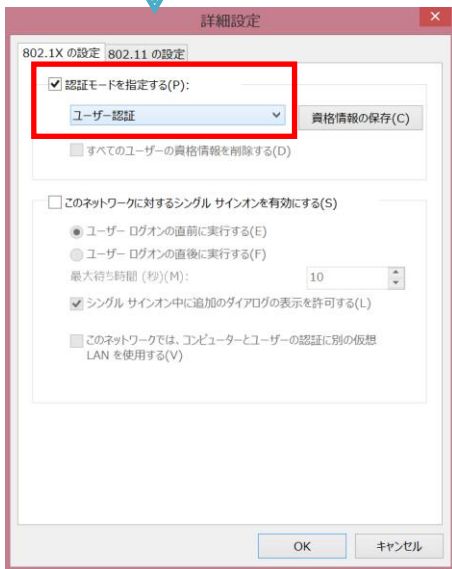 詳細設定
802.1X の設定 802.11 の設定
認証モードを指定する(P):
ユーザー認証
資格情報の保存(C)
すべてのユーザーの資格情報を削除する(D)
このネットワークに対するシングル サインオンを有効にする(S)
ユーザー ログオンの直前に実行する(E)
ユーザー ログオンの直後に実行する(F)
最大待ち時間 (秒)(M): 10
シングル サインオン中に追加のダイアログの表示を許可する(L)
このネットワークでは、コンピューターとユーザーの認証に別の仮想
LAN を使用する(V)
OK キャンセル